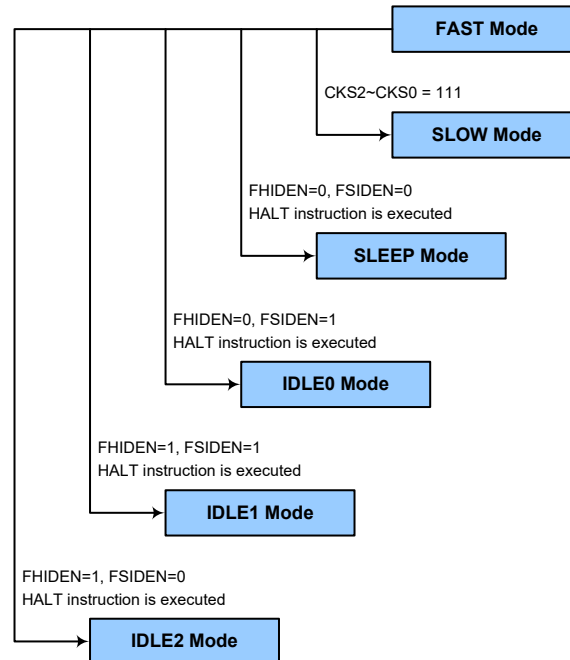 FAST Mode
CKS2~CKS0 = 111
SLOW Mode
FHIDEN=0, FSIDEN=0
HALT instruction is executed
SLEEP Mode
FHIDEN=0, FSIDEN=1
HALT instruction is executed
IDLE0 Mode
FHIDEN=1, FSIDEN=1
HALT instruction is executed
IDLE1 Mode
FHIDEN=1, FSIDEN=0
HALT instruction is executed
IDLE2 Mode